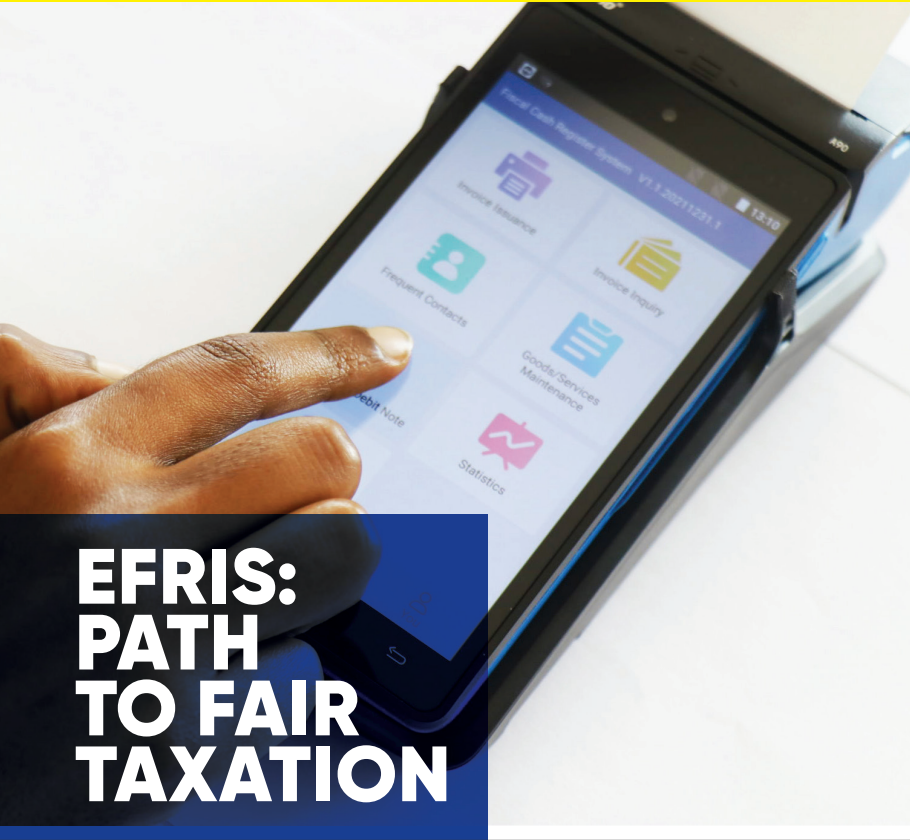 A90
13:10
Fiscal Cash Register System V1.1.20211231.1
Invoice Issuance
Invoice Inquiry
Frequent Contacts
Goods/Services
Maintenance
ebit Note
Statistics
EFRIS:
PATH
TO FAIR
TAXATION